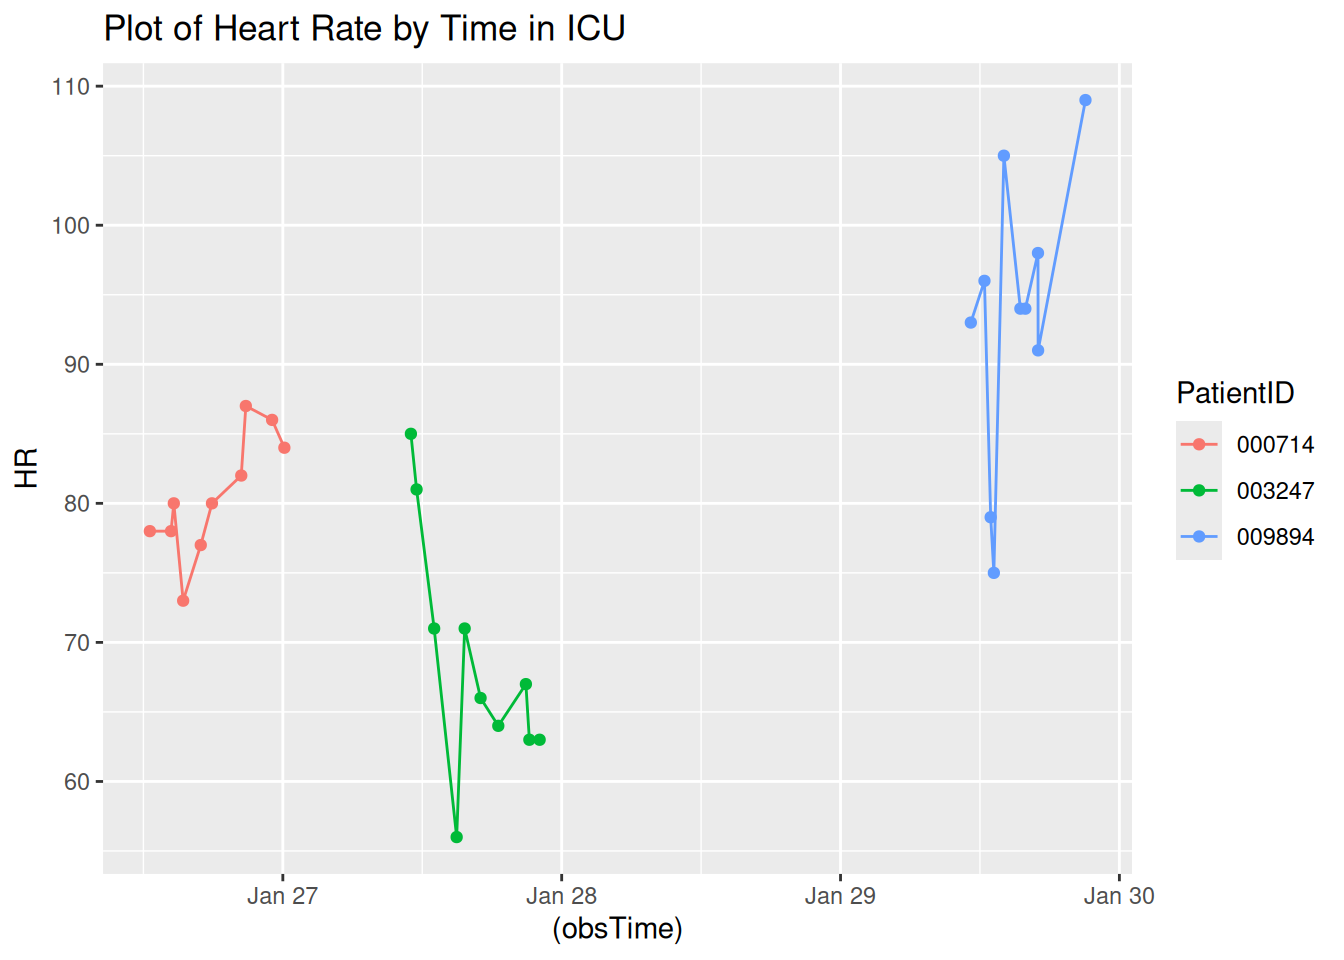 Plot of Heart Rate by Time in ICU
110
100
90
80
70
60
HR
Jan 27
Jan 28
Jan 29
Jan 30
(obsTime)
PatientID
000714
003247
009894